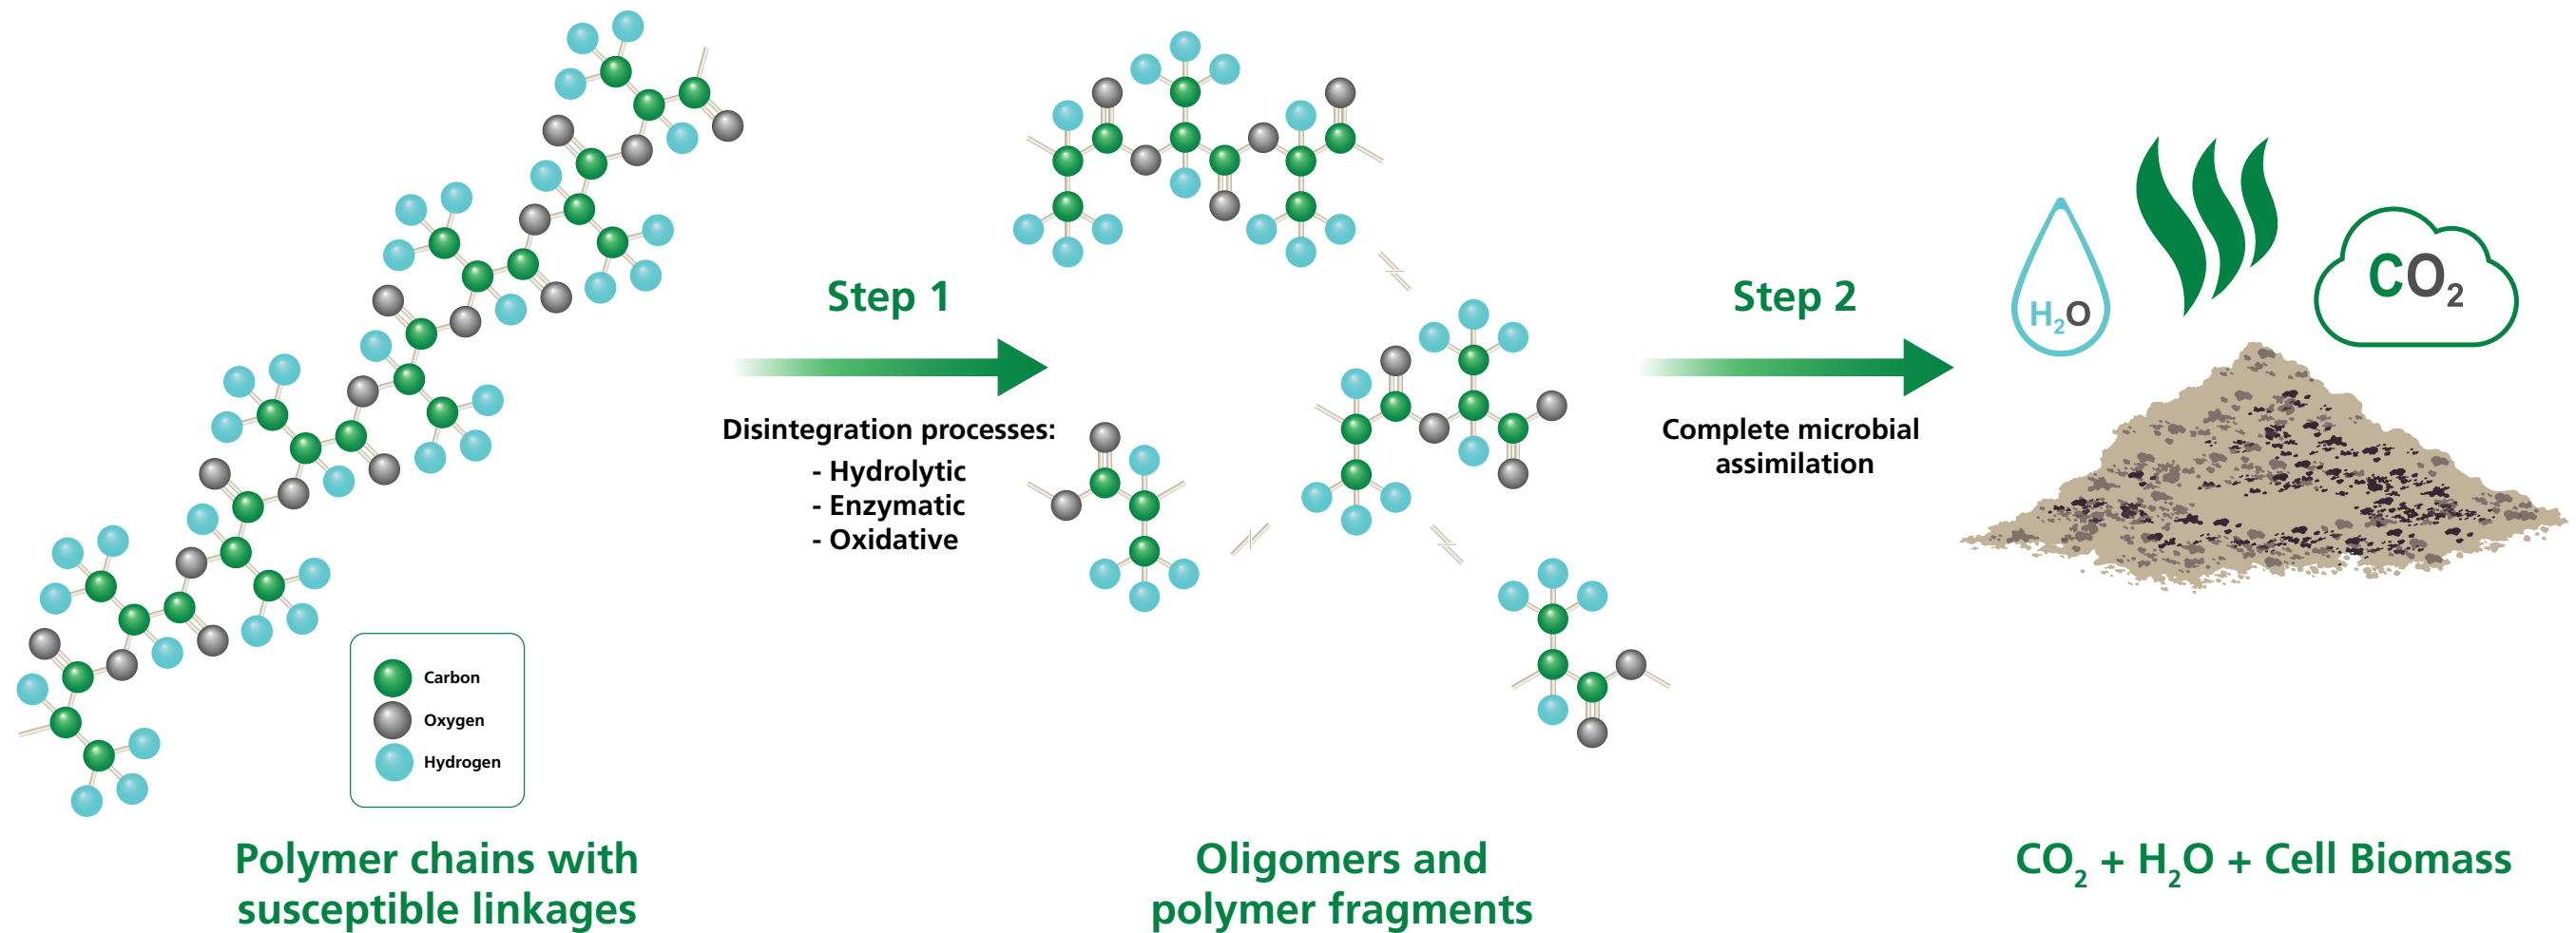 Step 1
Disintegration processes:
- Hydrolytic
- Enzymatic
- Oxidative
Step 2
Complete microbial
assimilation
H₂O
CO₂
Carbon
Oxygen
Hydrogen
Polymer chains with
susceptible linkages
Oligomers and
polymer fragments
CO₂ + H₂O + Cell Biomass